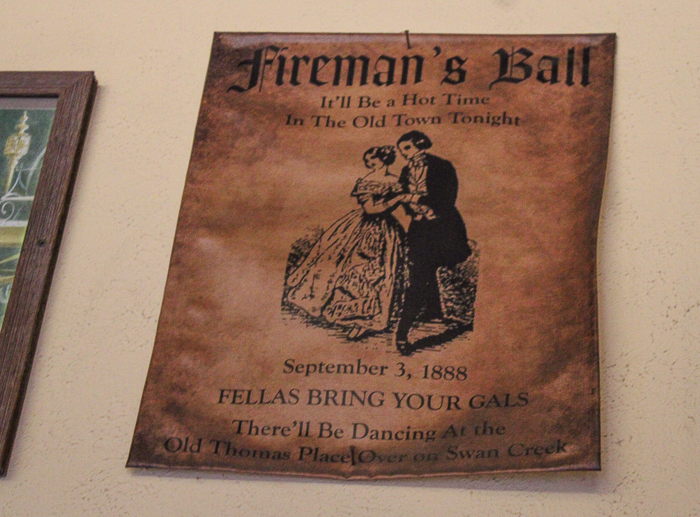 Fireman's Ball
It'll Be a Hot Time
In The Old Town Tonight
September 3, 1888
FELLAS BRING YOUR GALS
There'll Be Dancing At the
Old Thomas Place Over on Swan Creek